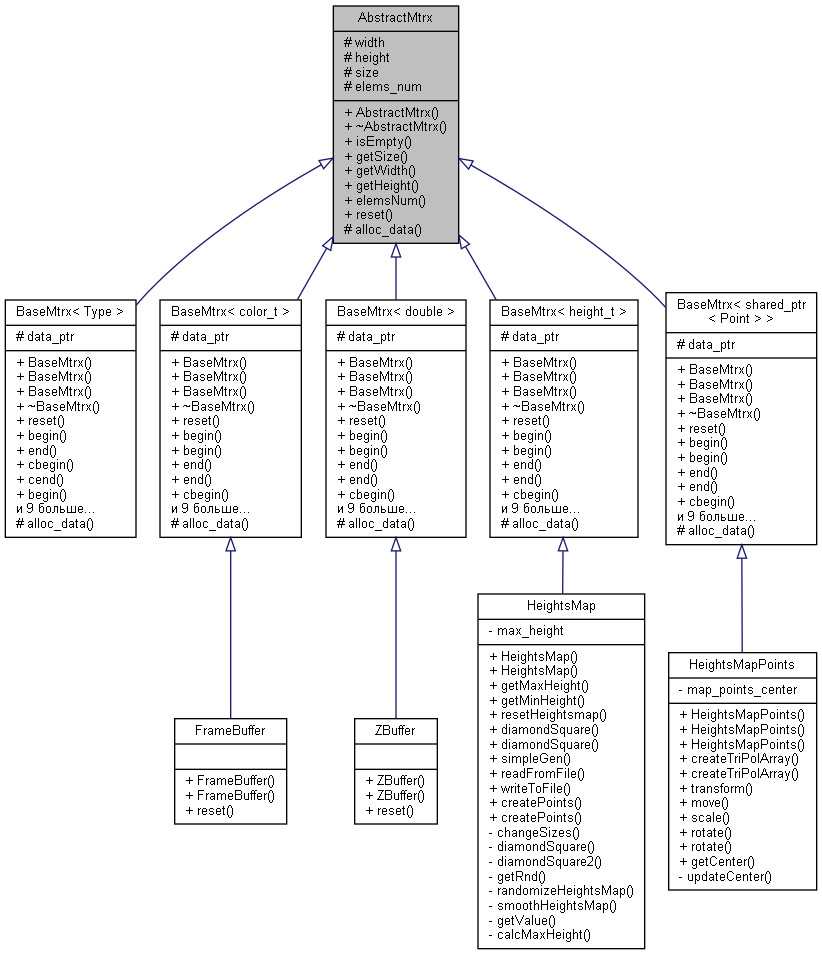 AbstractMtrx
# width
# height
# size
# elems_num
+ AbstractMtrx()
+ ~AbstractMtrx()
+ isEmpty()
+ getSize()
+ getWidth()
+ getHeight()
+ elemsNum()
+ reset()
# alloc_data()
BaseMtrx< Type >
# data_ptr
+ BaseMtrx()
+ BaseMtrx()
+ BaseMtrx()
+ ~BaseMtrx()
+ reset()
+ begin()
+ end()
+ cbegin()
+ cend()
+ begin()
и 9 больше...
# alloc_data()
BaseMtrx< color_t >
# data_ptr
+ BaseMtrx()
+ BaseMtrx()
+ BaseMtrx()
+ ~BaseMtrx()
+ reset()
+ begin()
+ begin()
+ end()
+ end()
+ cbegin()
и 9 больше...
# alloc_data()
BaseMtrx< double >
# data_ptr
+ BaseMtrx()
+ BaseMtrx()
+ BaseMtrx()
+ ~BaseMtrx()
+ reset()
+ begin()
+ begin()
+ end()
+ end()
+ cbegin()
и 9 больше...
# alloc_data()
BaseMtrx< height_t >
# data_ptr
+ BaseMtrx()
+ BaseMtrx()
+ BaseMtrx()
+ ~BaseMtrx()
+ reset()
+ begin()
+ begin()
+ end()
+ end()
+ cbegin()
и 9 больше...
# alloc_data()
BaseMtrx< shared_ptr
< Point > >
# data_ptr
+ BaseMtrx()
+ BaseMtrx()
+ BaseMtrx()
+ ~BaseMtrx()
+ reset()
+ begin()
+ begin()
+ end()
+ end()
+ cbegin()
и 9 больше...
# alloc_data()
FrameBuffer
+ FrameBuffer()
+ FrameBuffer()
+ reset()
ZBuffer
+ ZBuffer()
+ ZBuffer()
+ reset()
HeightsMap
- max_height
+ HeightsMap()
+ HeightsMap()
+ getMaxHeight()
+ getMinHeight()
+ resetHeightsmap()
+ diamondSquare()
+ diamondSquare()
+ simpleGen()
+ readFromFile()
+ writeToFile()
+ createPoints()
+ createPoints()
- changeSizes()
- diamondSquare()
- diamondSquare2()
- getRnd()
- randomizeHeightsMap()
- smoothHeightsMap()
- getValue()
- calcMaxHeight()
HeightsMapPoints
- map_points_center
+ HeightsMapPoints()
+ HeightsMapPoints()
+ HeightsMapPoints()
+ createTriPolArray()
+ createTriPolArray()
+ transform()
+ move()
+ scale()
+ rotate()
+ rotate()
+ getCenter()
- updateCenter()